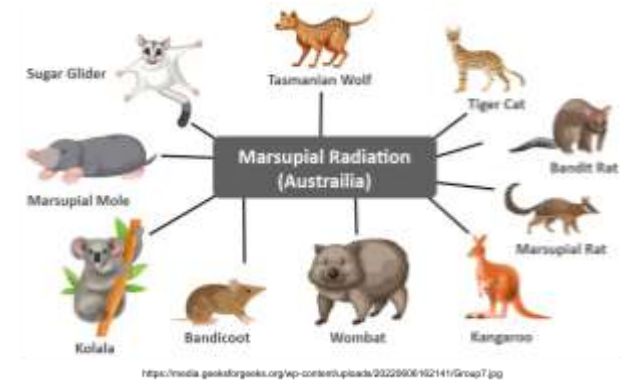 Tasmanian Wolf
Sugar Glider
Tiger Cat
Marsupial Radiation
(Austrailia)
Bandit Rat
Marsupial Mole
Marsupial Rat
Kolala
Bandicoot
Wombat
Kangaroo
https://media.geeksforgeeks.org/wp-content/uploads/20220606162141/Group7.jpg